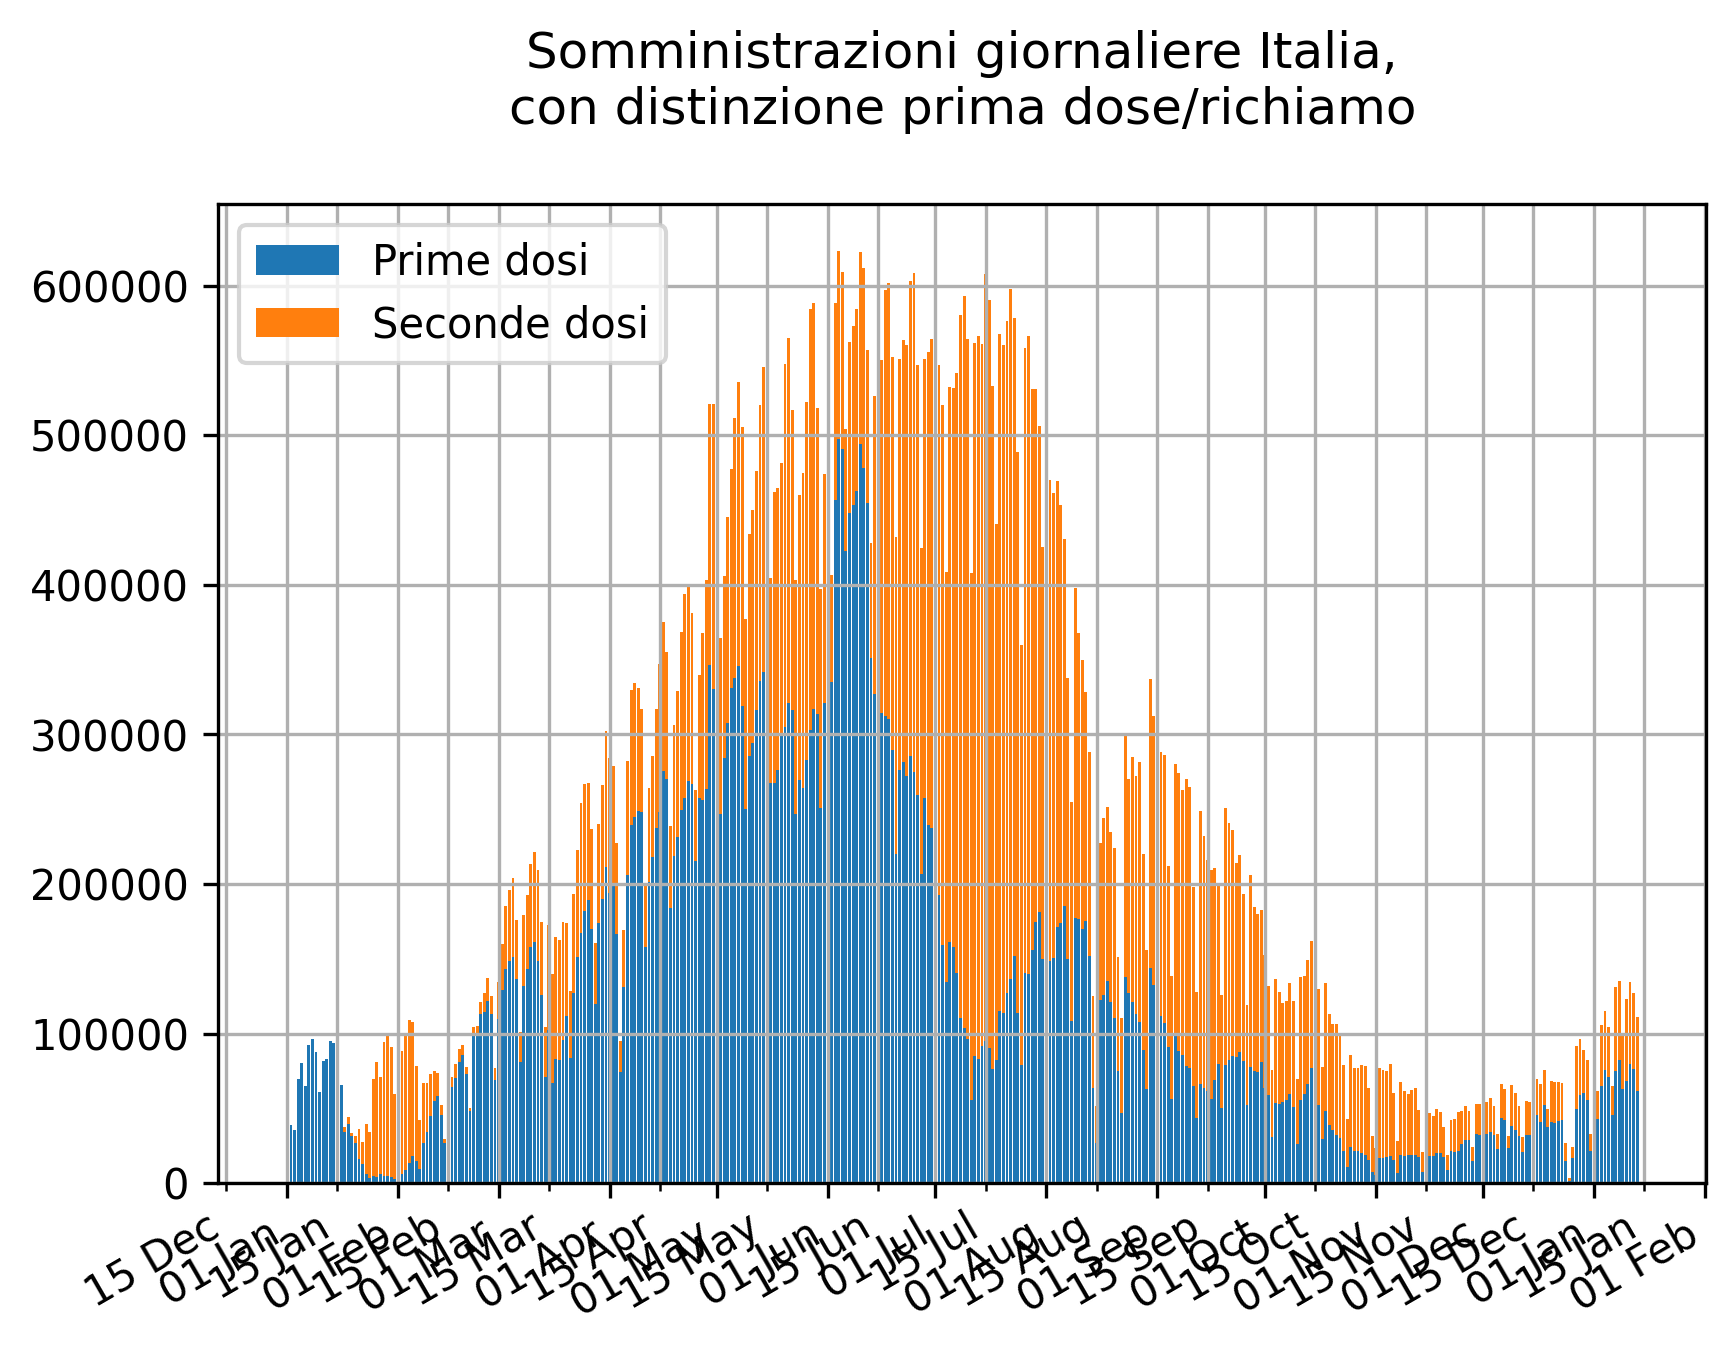 Somministrazioni giornaliere Italia,
con distinzione prima dose/richiamo
Prime dosi
Seconde dosi
600000
500000
400000
300000
200000
100000
0
15 Dec
01 Jan
15 Jan
01 Feb
15 Feb
01 Mar
15 Mar
01 Apr
15 Apr
01 May
15 May
01 Jun
15 Jun
01 Jul
15 Jul
01 Aug
15 Aug
01 Sep
15 Sep
01 Oct
15 Oct
01 Nov
15 Nov
01 Dec
15 Dec
01 Jan
15 Jan
01 Feb